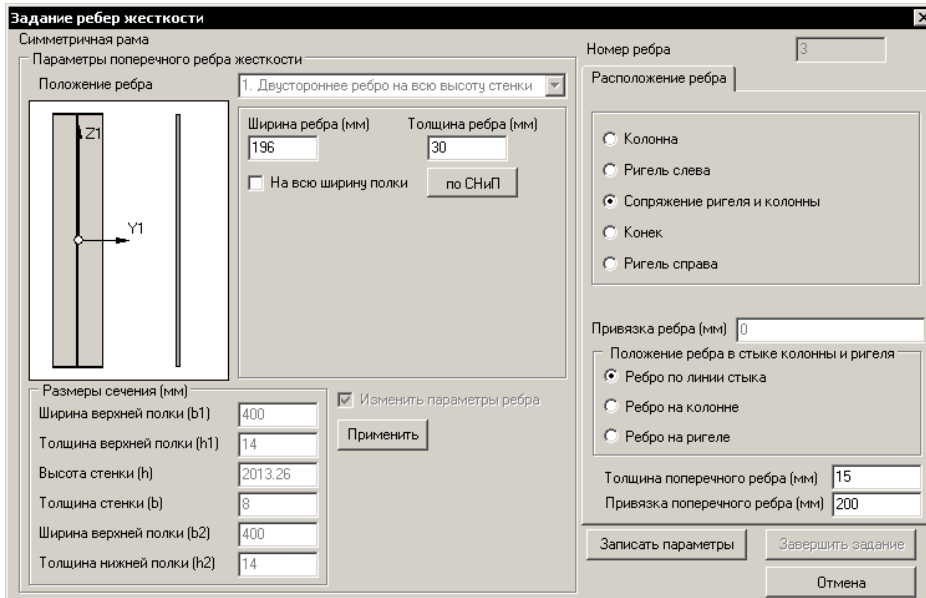 Задание ребер жесткости
Симметричная рама
Параметры поперечного ребра жесткости
Положение ребра
1. Двустороннее ребро на всю высоту стенки
Z1
Y1
Ширина ребра (мм)
Толщина ребра (мм)
196
30
На всю ширину полки
по СНиП
Размеры сечения (мм)
Ширина верхней полки (b1)
400
Толщина верхней полки (h1)
14
Высота стенки (h)
2013.26
Толщина стенки (b)
8
Ширина верхней полки (b2)
400
Толщина нижней полки (h2)
14
Изменить параметры ребра
Применить
Номер ребра
3
Расположение ребра
Колонна
Ригель слева
Сопряжение ригеля и колонны
Конек
Ригель справа
Привязка ребра (мм)
0
Положение ребра в стыке колонны и ригеля
Ребро по линии стыка
Ребро на колонне
Ребро на ригеле
Толщина поперечного ребра (мм)
15
Привязка поперечного ребра (мм)
200
Записать параметры
Завершить задание
Отмена